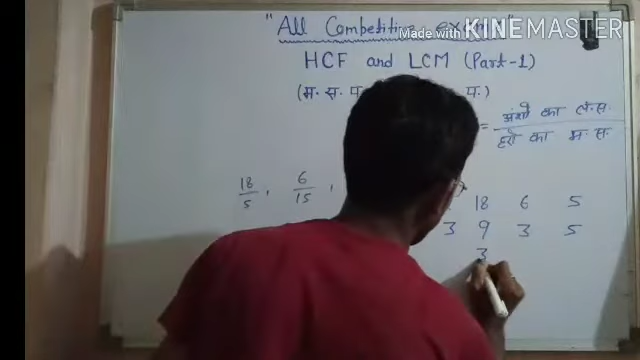 "All Competitive exam"
Made with KINEMASTER
HCF and LCM (Part-1)
(म. स. प. प.)
= अंशों का ल. स.
हरों का म. स.
18/5, 6/15,
18 6 5
3 9 3 5
3